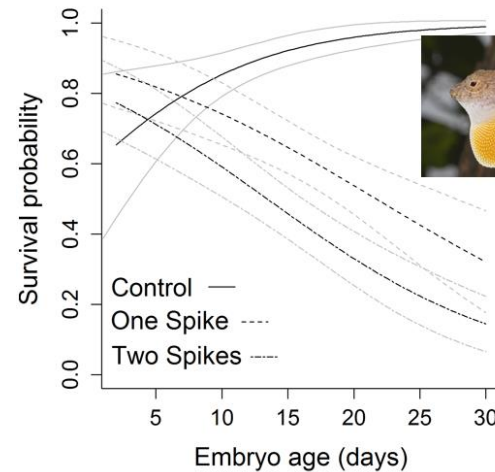 Survival probability
1.0
0.8
0.6
0.4
0.2
0.0
Control
One Spike
Two Spikes
5 10 15 20 25 30
Embryo age (days)